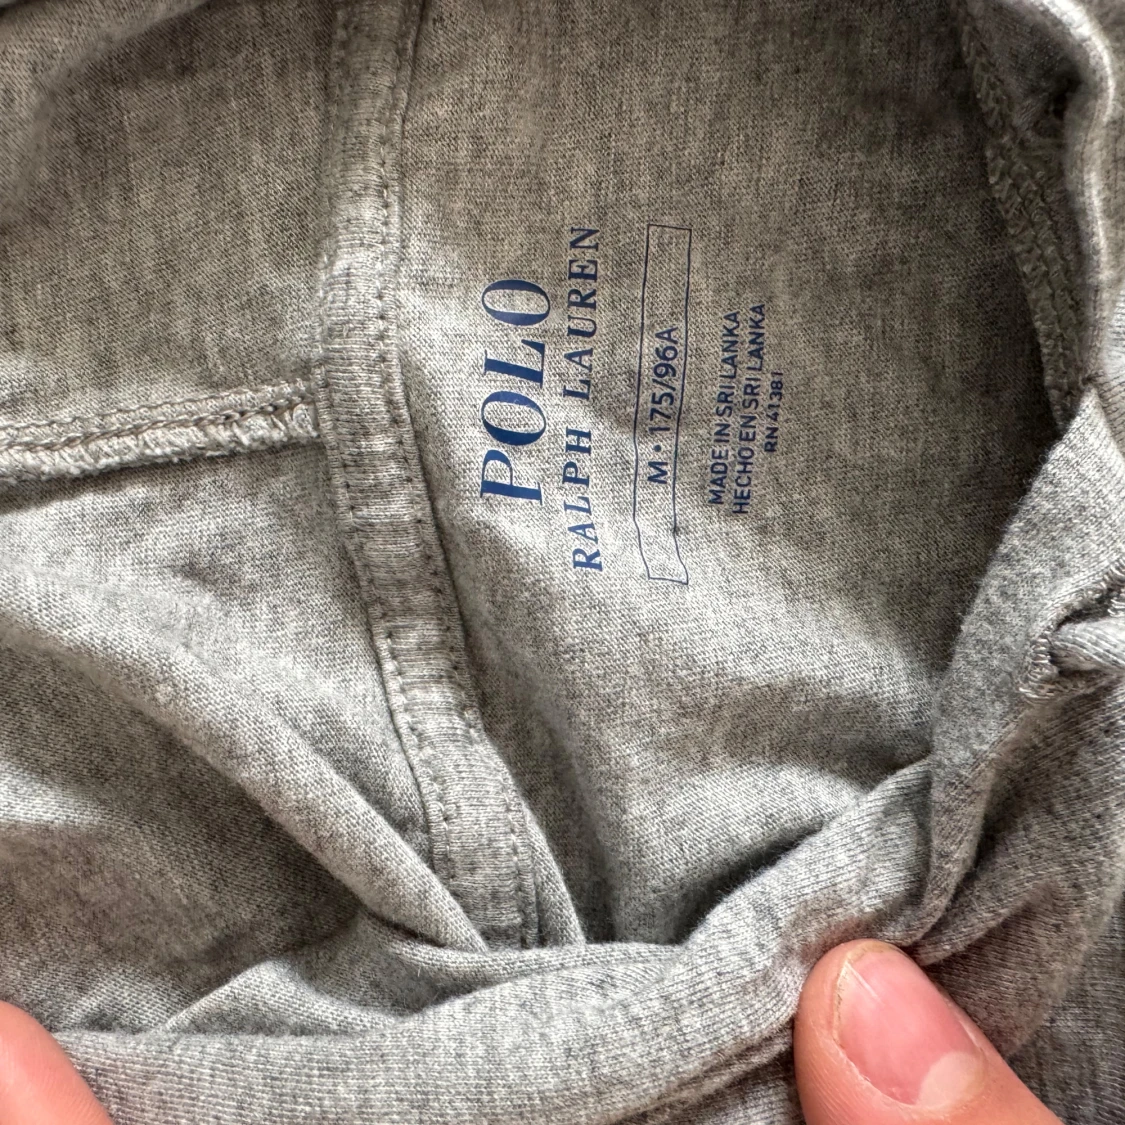 POLO
RALPH LAUREN
M • 175/96A
MADE IN SRI LANKA
HECHO EN SRI LANKA
RN 41381